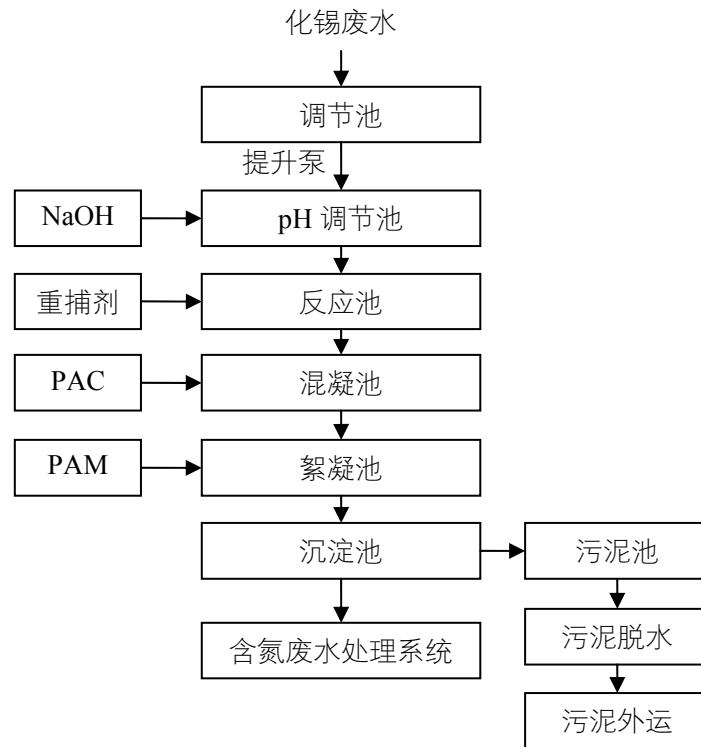 化锡废水
调节池
提升泵
NaOH
pH 调节池
重捕剂
反应池
PAC
混凝池
PAM
絮凝池
沉淀池
污泥池
含氮废水处理系统
污泥脱水
污泥外运